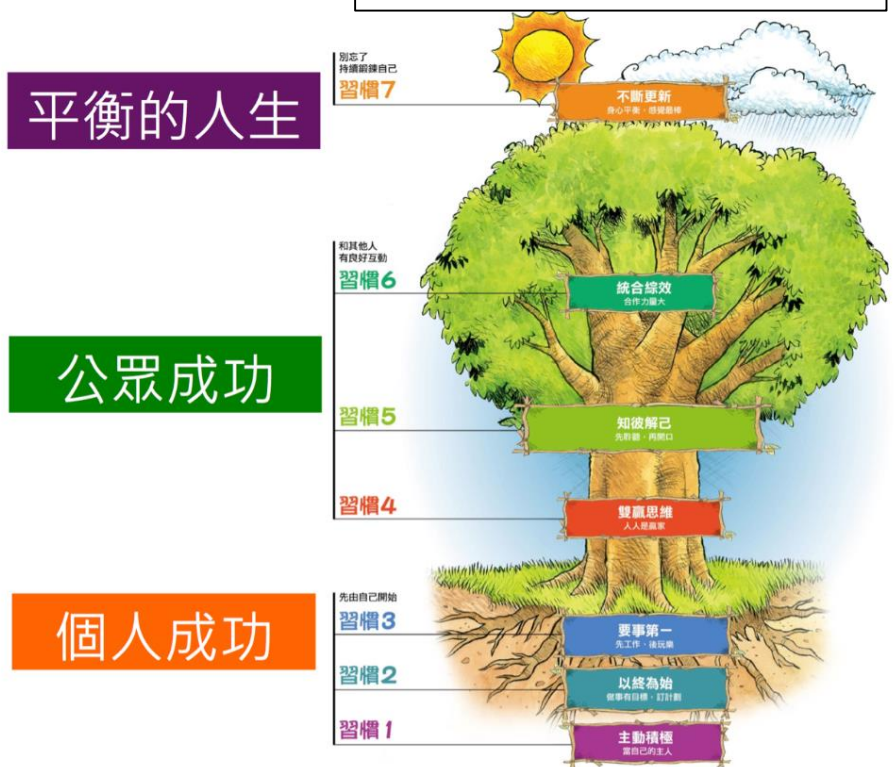 平衡的人生
別忘了
持續鍛鍊自己
習慣7
不斷更新
身心平衡，感覺最棒
和其他人
有良好互動
習慣6
統合綜效
合作力量大
公眾成功
習慣5
知彼解己
先聆聽，再開口
習慣4
雙贏思維
人人是贏家
個人成功
先由自己開始
習慣3
要事第一
先工作，後玩樂
習慣2
以終為始
做事有目標，訂計劃
習慣1
主動積極
當自己的主人